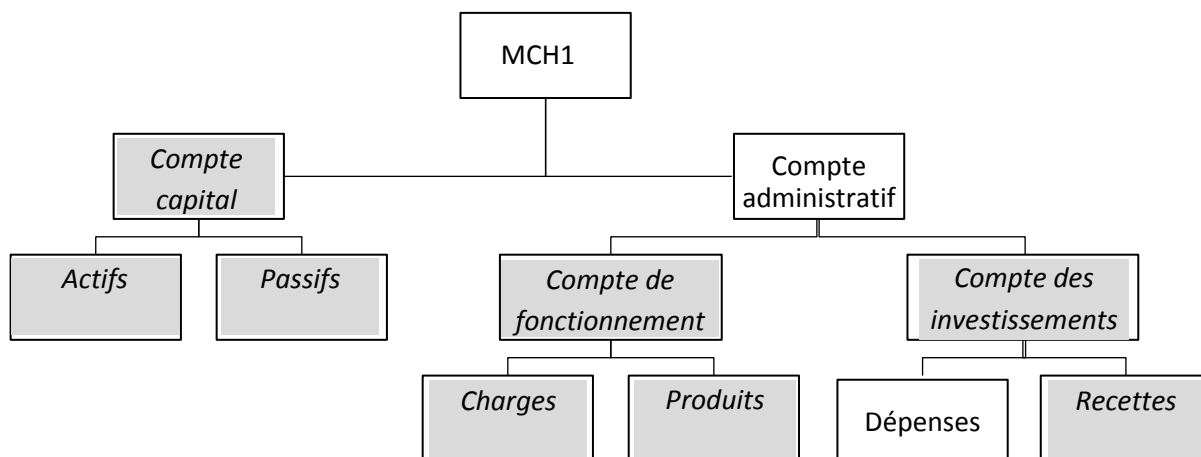 MCH1
Compte
capital
Compte
administratif
Actifs
Passifs
Compte de
fonctionnement
Compte des
investissements
Charges
Produits
Dépenses
Recettes